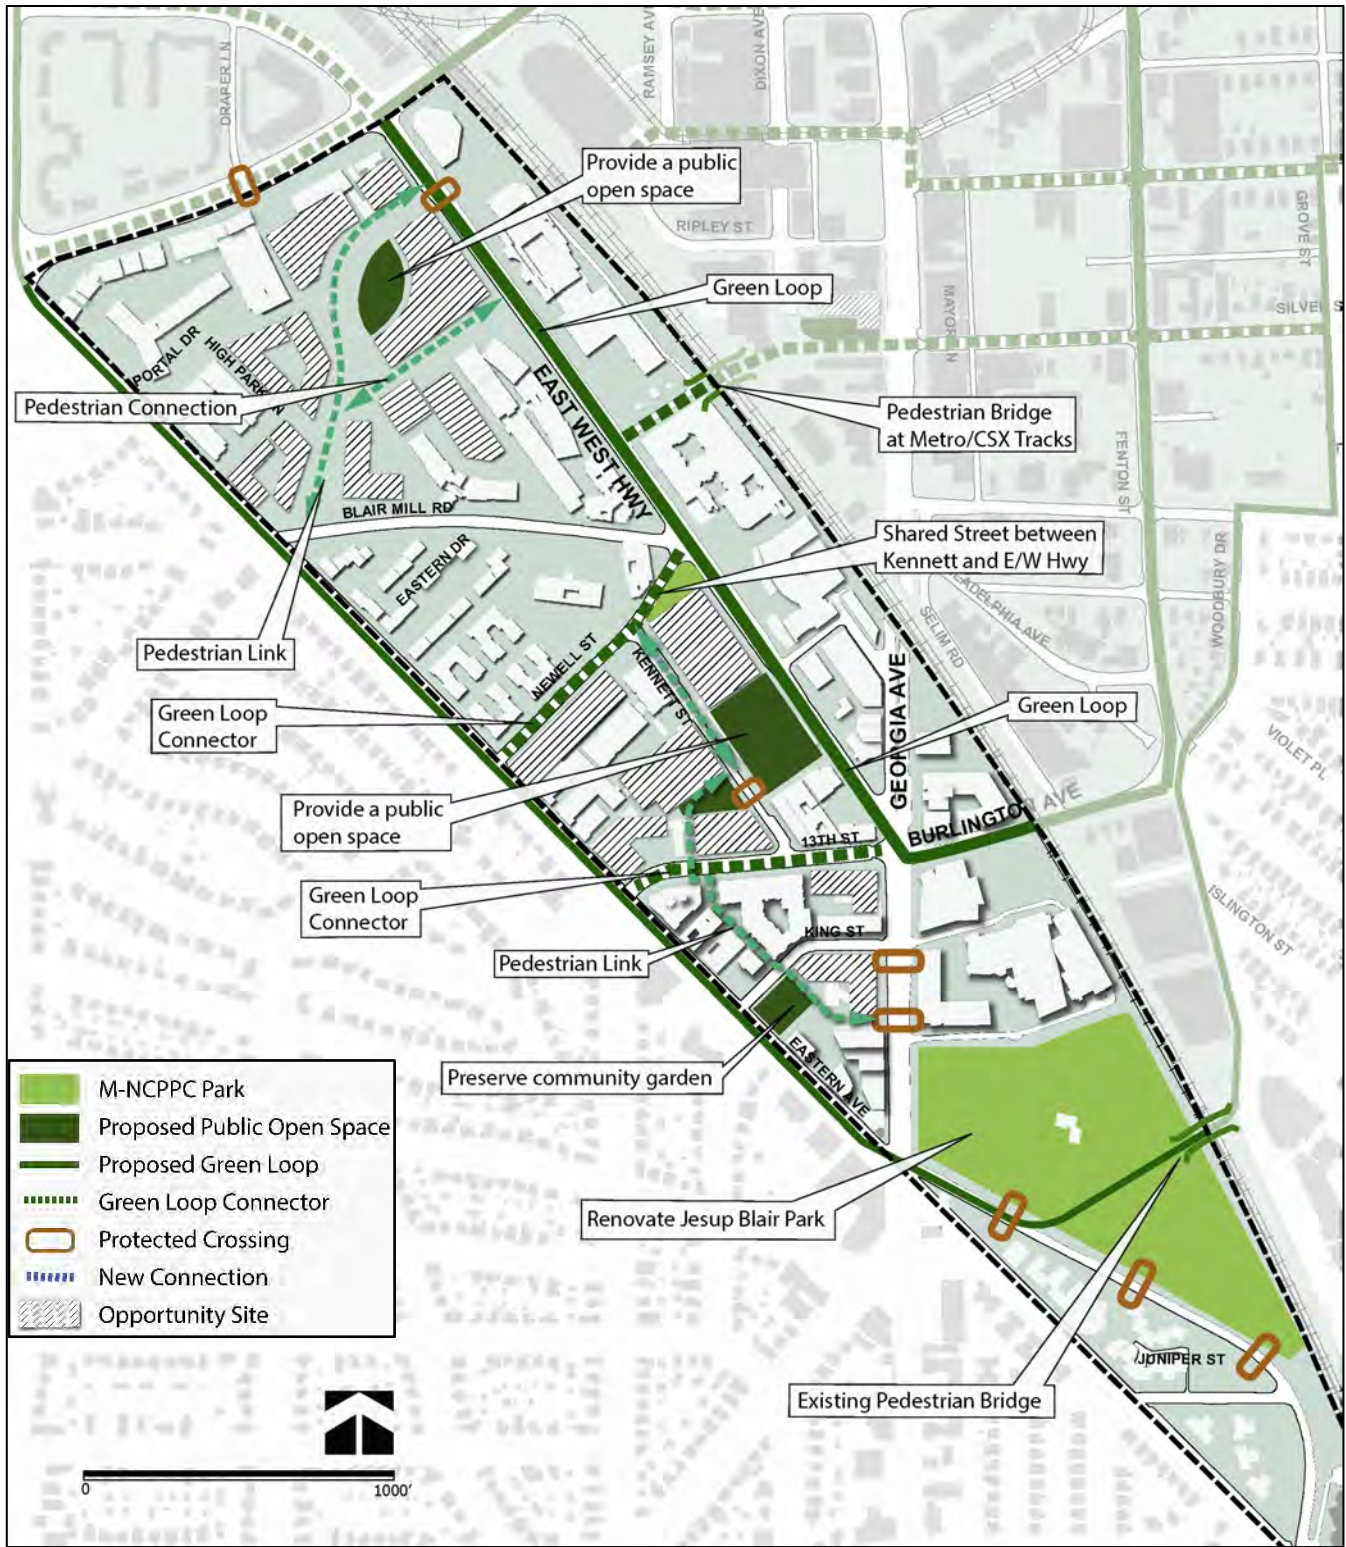 RAMSEY AV
DIXON AVE
DRAPER LN
Provide a public
open space
GROVE ST
RIPLEY ST
Green Loop
SILVER S
PORTAL DR
HIGH PARK
EAST WEST HWY
Pedestrian Connection
Pedestrian Bridge
at Metro/CSX Tracks
FENTON ST
BLAIR MILL RD
Shared Street between
Kennett and E/W Hwy
EASTERN DR
WOODBURY DR
SELIM RD
Pedestrian Link
NEWELL ST
KENNETT ST
GEORGIA AVE
Green Loop
Connector
Green Loop
VIOLET PL
Provide a public
open space
13TH ST
BURLINGTON AVE
Green Loop
Connector
ISLINGTON ST
KING ST
Pedestrian Link
EASTERN AVE
Preserve community garden
M-NCPPC Park
Proposed Public Open Space
Proposed Green Loop
Green Loop Connector
Protected Crossing
New Connection
Opportunity Site
Renovate Jesup Blair Park
JUNIPER ST
Existing Pedestrian Bridge
0 1000'